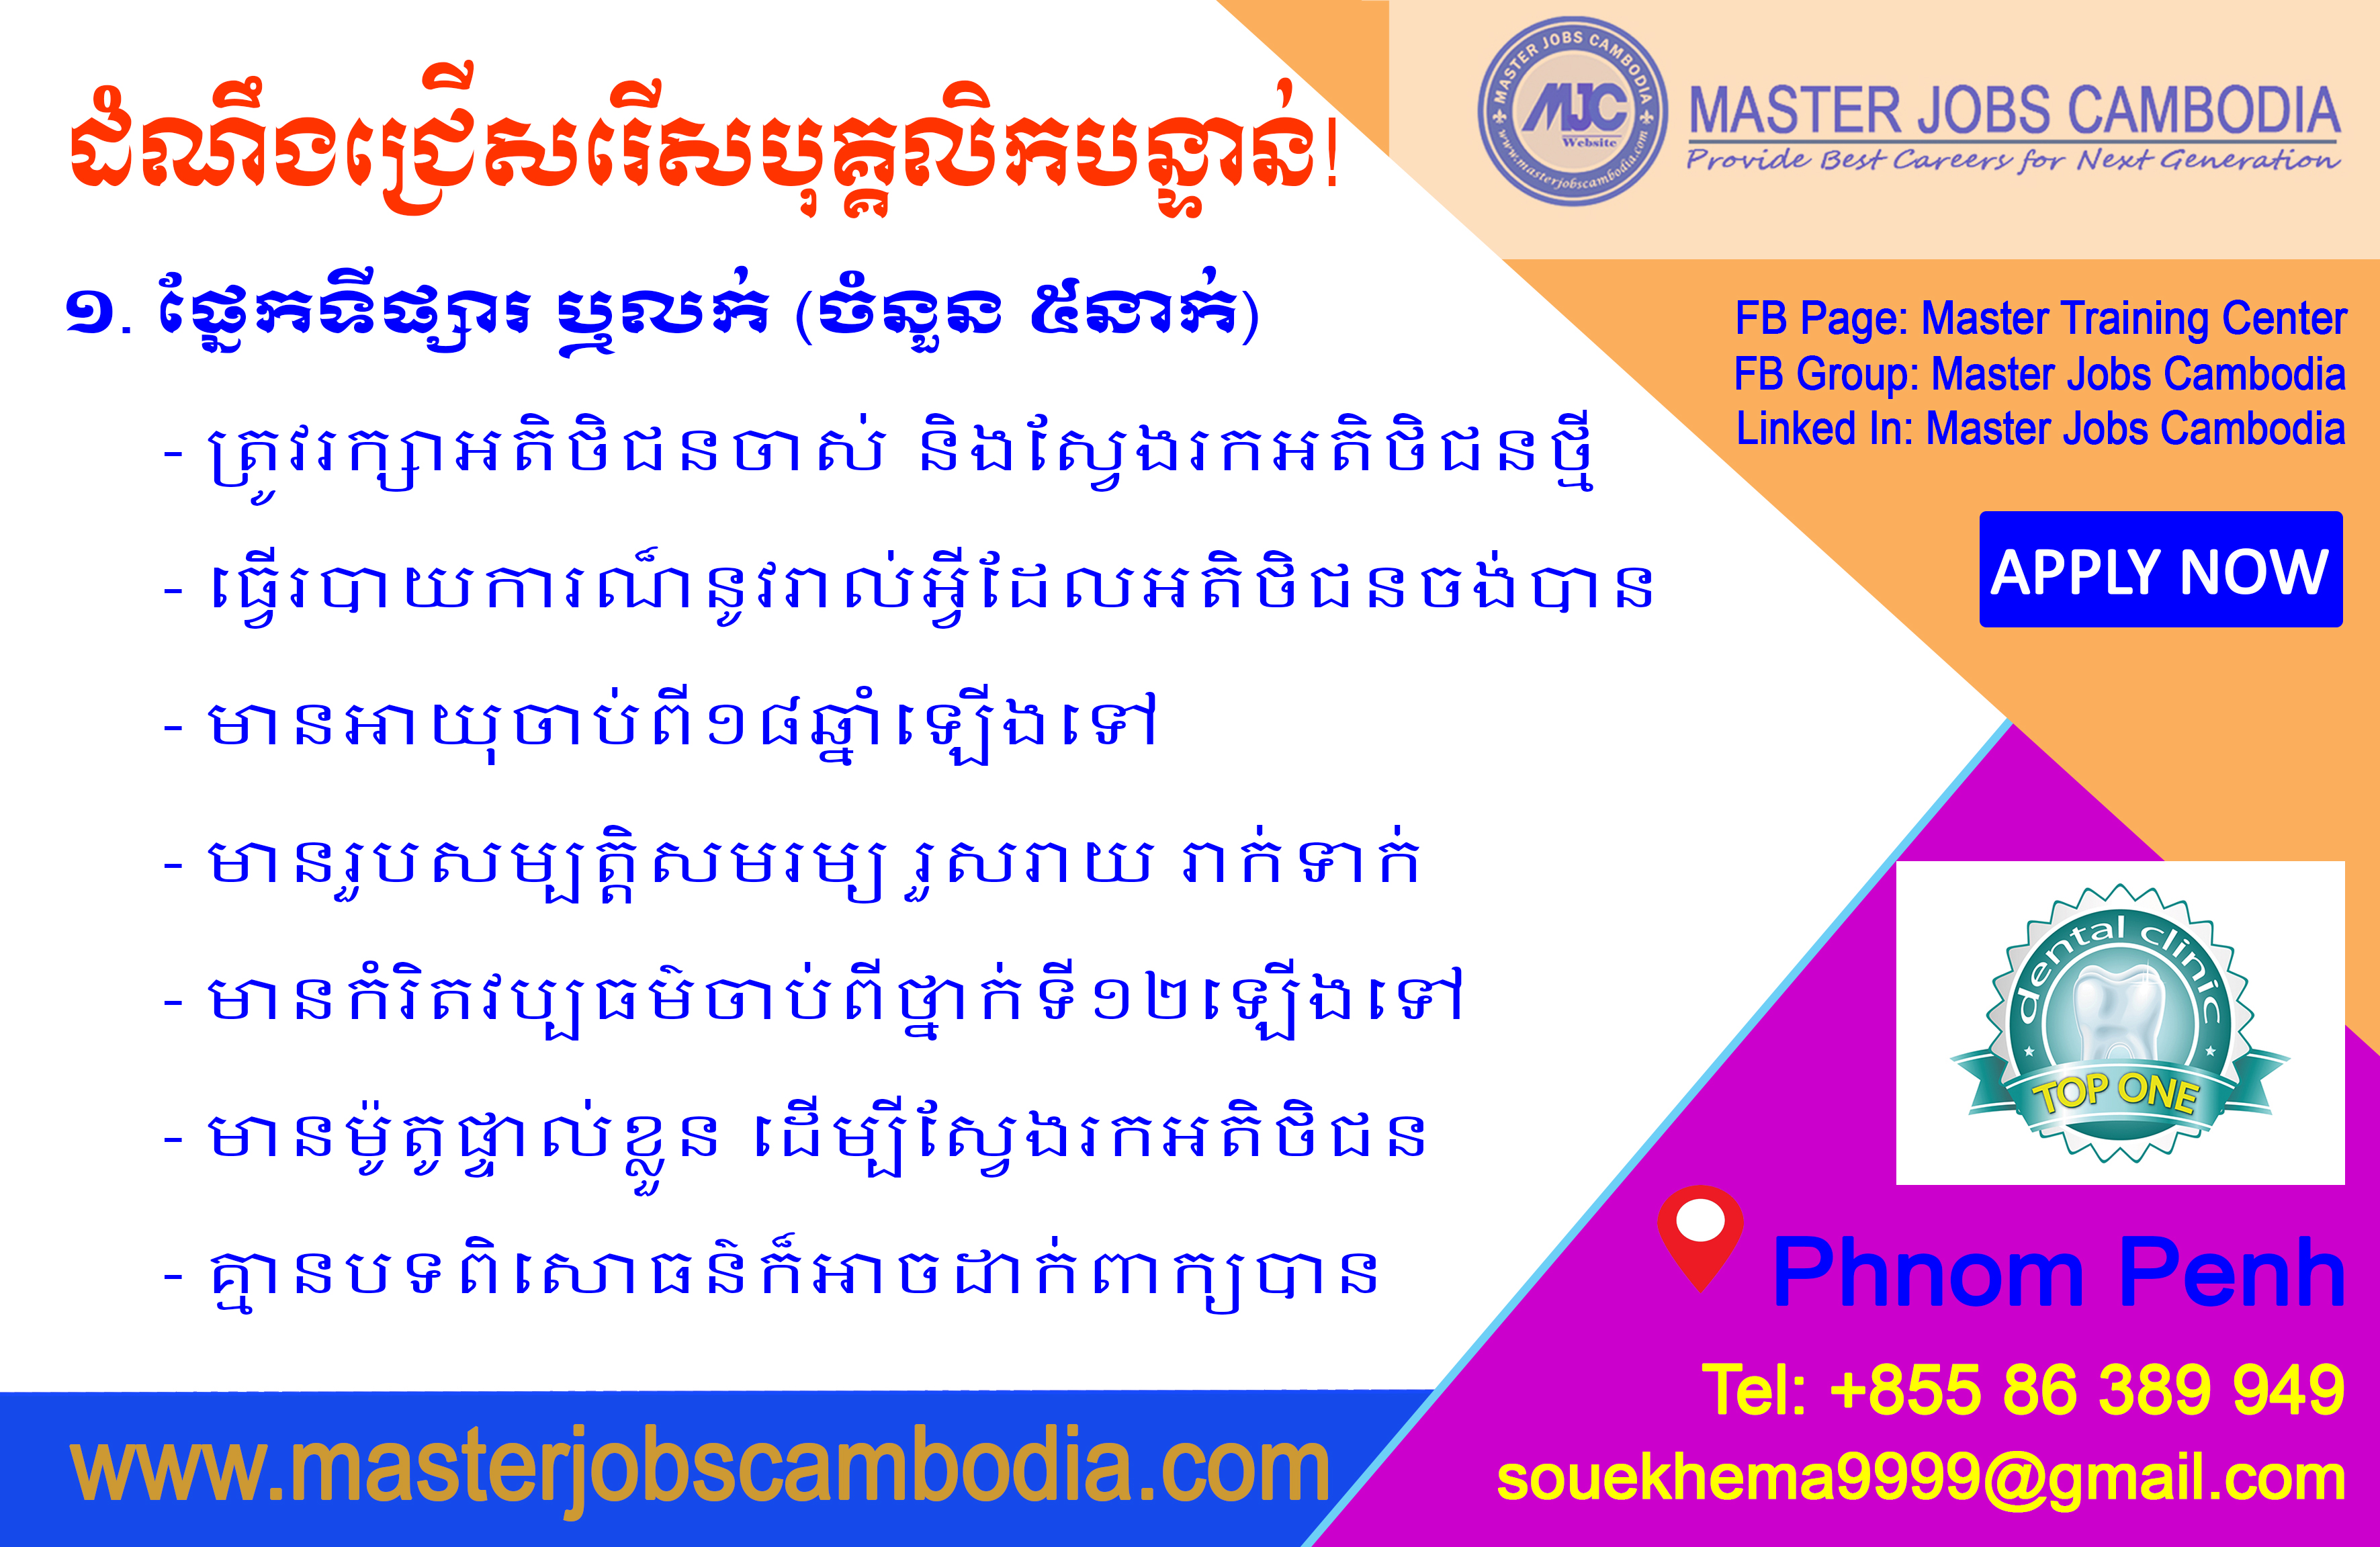 ដំណឹងជ្រើសរើសបុគ្គលិកបន្ទាន់!
១. ផ្នែកទីផ្សារ ឬលក់ (ចំនួន ៥នាក់)
- ត្រូវរក្សាអតិថិជនចាស់ និងស្វែងរកអតិថិជនថ្មី
- ធ្វើរបាយការណ៍នូវរាល់អ្វីដែលអតិថិជនចង់បាន
- មានអាយុចាប់ពី១៨ឆ្នាំឡើងទៅ
- មានរូបសម្បត្តិសមរម្យ រួសរាយ រាក់ទាក់
- មានកំរិតវប្បធម៌ចាប់ពីថ្នាក់ទី១២ឡើងទៅ
- មានម៉ូតូផ្ទាល់ខ្លួន ដើម្បីស្វែងរកអតិថិជន
- គ្មានបទពិសោធន៍ក៏អាចដាក់ពាក្យបាន
www.masterjobscambodia.com
MASTER JOBS CAMBODIA
MJC
Website
www.masterjobscambodia.com
MASTER JOBS CAMBODIA
Provide Best Careers for Next Generation
FB Page: Master Training Center
FB Group: Master Jobs Cambodia
Linked In: Master Jobs Cambodia
APPLY NOW
dental clinic
TOP ONE
Phnom Penh
Tel: +855 86 389 949
souekhema9999@gmail.com